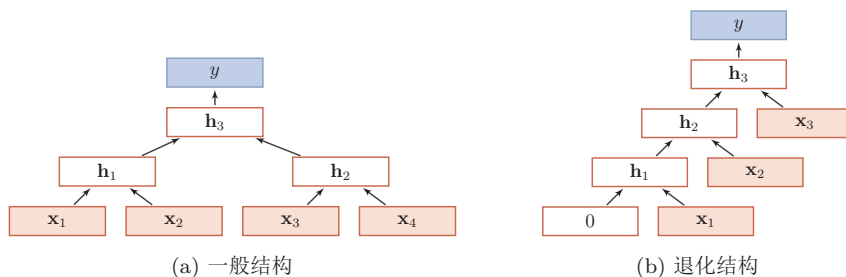 y
h₃
h₁ h₂
x₁ x₂ x₃ x₄
(a) 一般结构
y
h₃
h₂ x₃
h₁ x₂
0 x₁
(b) 退化结构